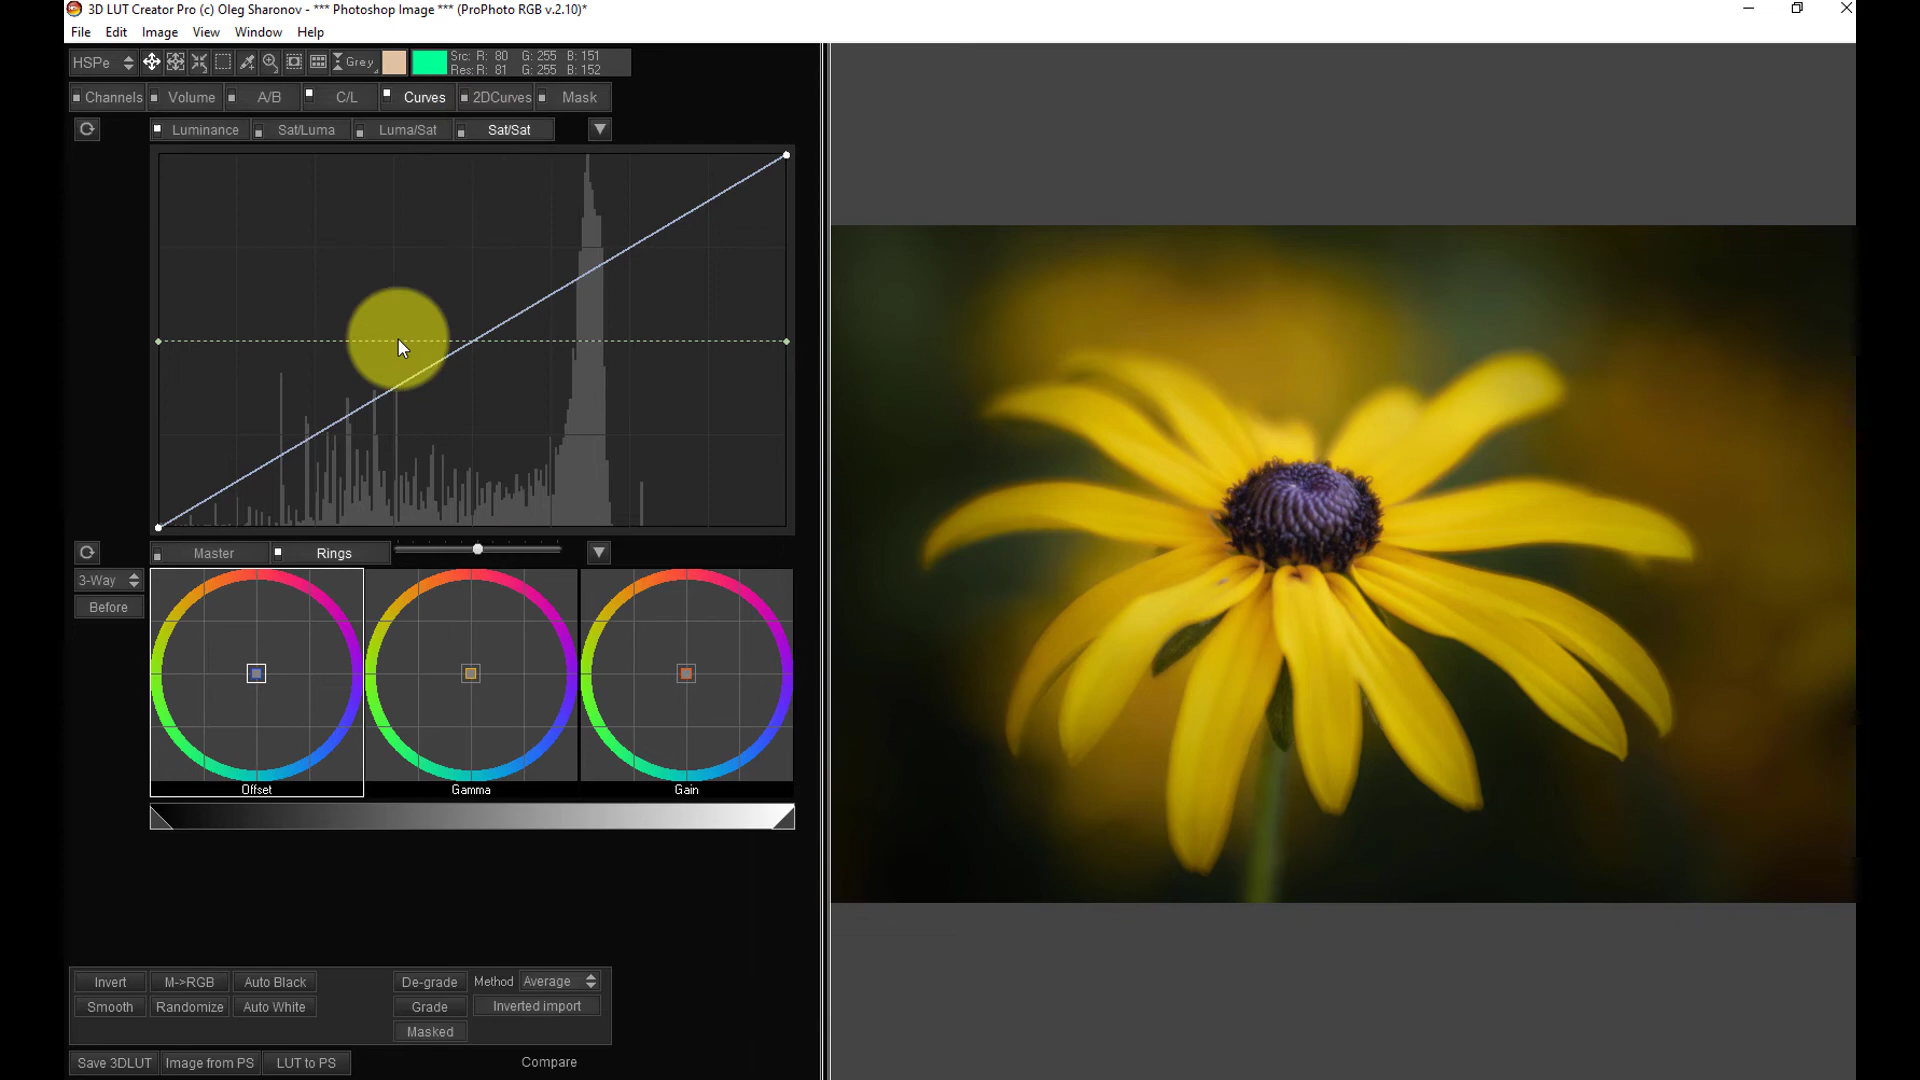 3D LUT Creator Pro (c) Oleg Sharonov - *** Photoshop Image *** (ProPhoto RGB v.2.10)*
File Edit Image View Window Help
HSPe Grey Src: R: 80 G: 255 B: 151
Res: R: 81 G: 255 B: 152
Channels Volume A/B C/L Curves 2DCurves Mask
Luminance Sat/Luma Luma/Sat Sat/Sat
Master Rings
3-Way
Before
Offset Gamma Gain
Invert M->RGB Auto Black De-grade Method Average
Smooth Randomize Auto White Grade Inverted import
Masked
Save 3DLUT Image from PS LUT to PS Compare